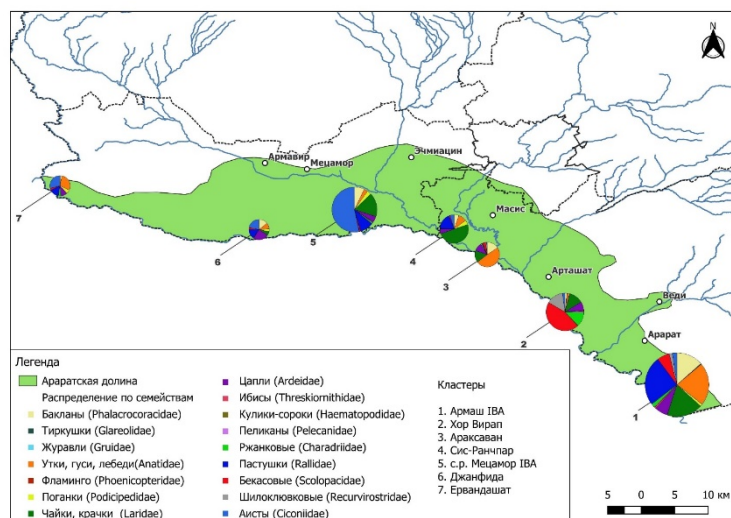 N
Армавир
Мецамор
Эчмиацин
Масис
Арташат
Веди
Арарат
7
6
5
4
3
2
1
Легенда
Араратская долина
Распределение по семействам
Бакланы (Phalacrocoracidae)
Тиркушки (Glareolidae)
Журавли (Gruidae)
Утки, гуси, лебеди(Anatidae)
Фламинго (Phoenicopteridae)
Поганки (Podicipedidae)
Чайки, крачки (Laridae)
Цапли (Ardeidae)
Ибисы (Threskiornithidae)
Кулики-сороки (Haematopodidae)
Пеликаны (Pelecanidae)
Ржанковые (Charadriidae)
Пастушки (Rallidae)
Бекасовые (Scolopacidae)
Шилоклювковые (Recurvirostridae)
Аисты (Ciconiidae)
Кластеры
1. Армаш IBA
2. Хор Вирап
3. Араксаван
4. Сис-Ранчпар
5. с.р. Мецамор IBA
6. Джанфида
7. Ервандашат
5 0 5 10 км